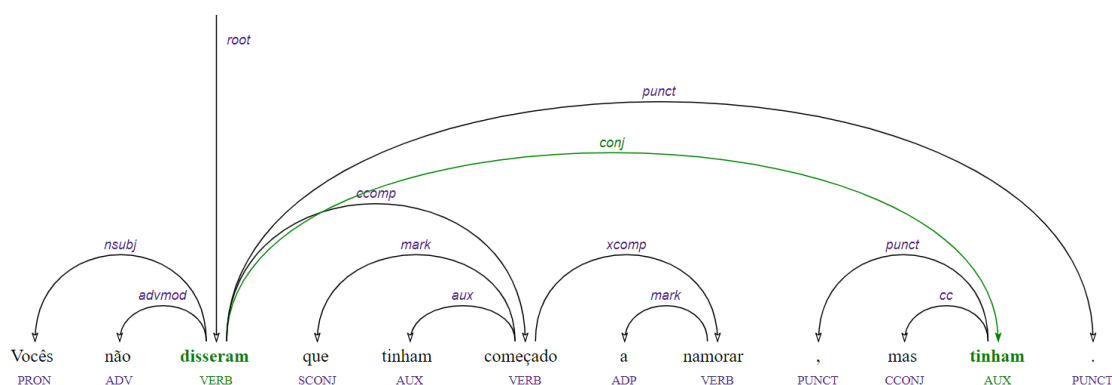 root
punct
conj
ccomp
nsubj mark xcomp punct
advmod aux mark cc
Vocês não disseram que tinham começado a namorar , mas tinham .
PRON ADV VERB SCONJ AUX VERB ADP VERB PUNCT CCONJ AUX PUNCT